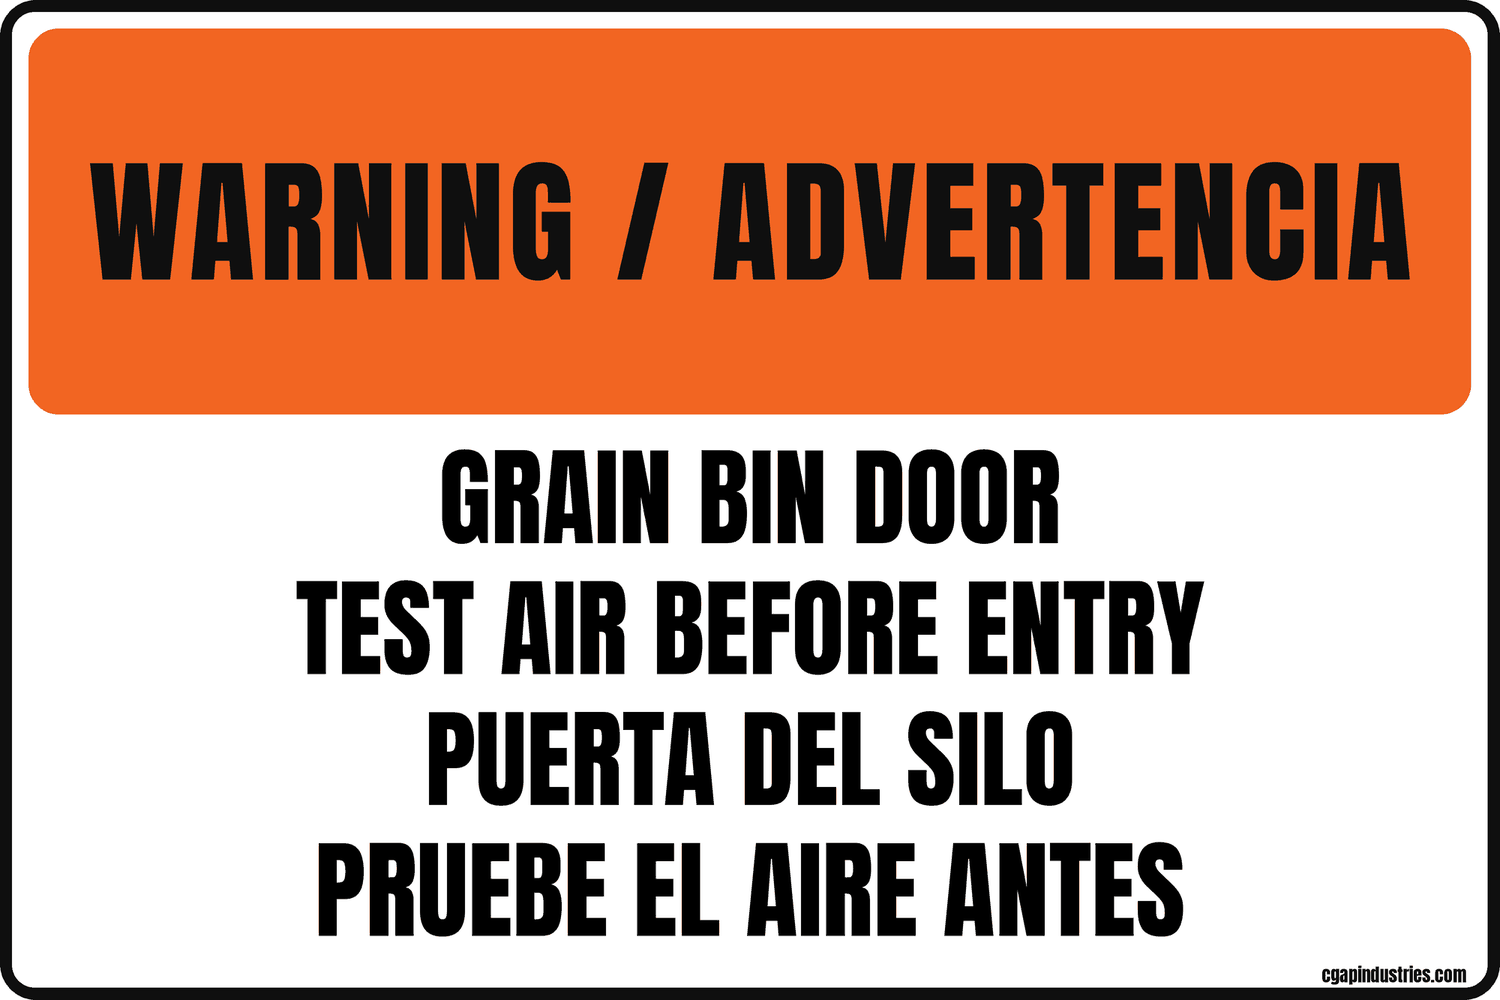 WARNING / ADVERTENCIA
GRAIN BIN DOOR
TEST AIR BEFORE ENTRY
PUERTA DEL SILO
PRUEBE EL AIRE ANTES
cgapindustries.com